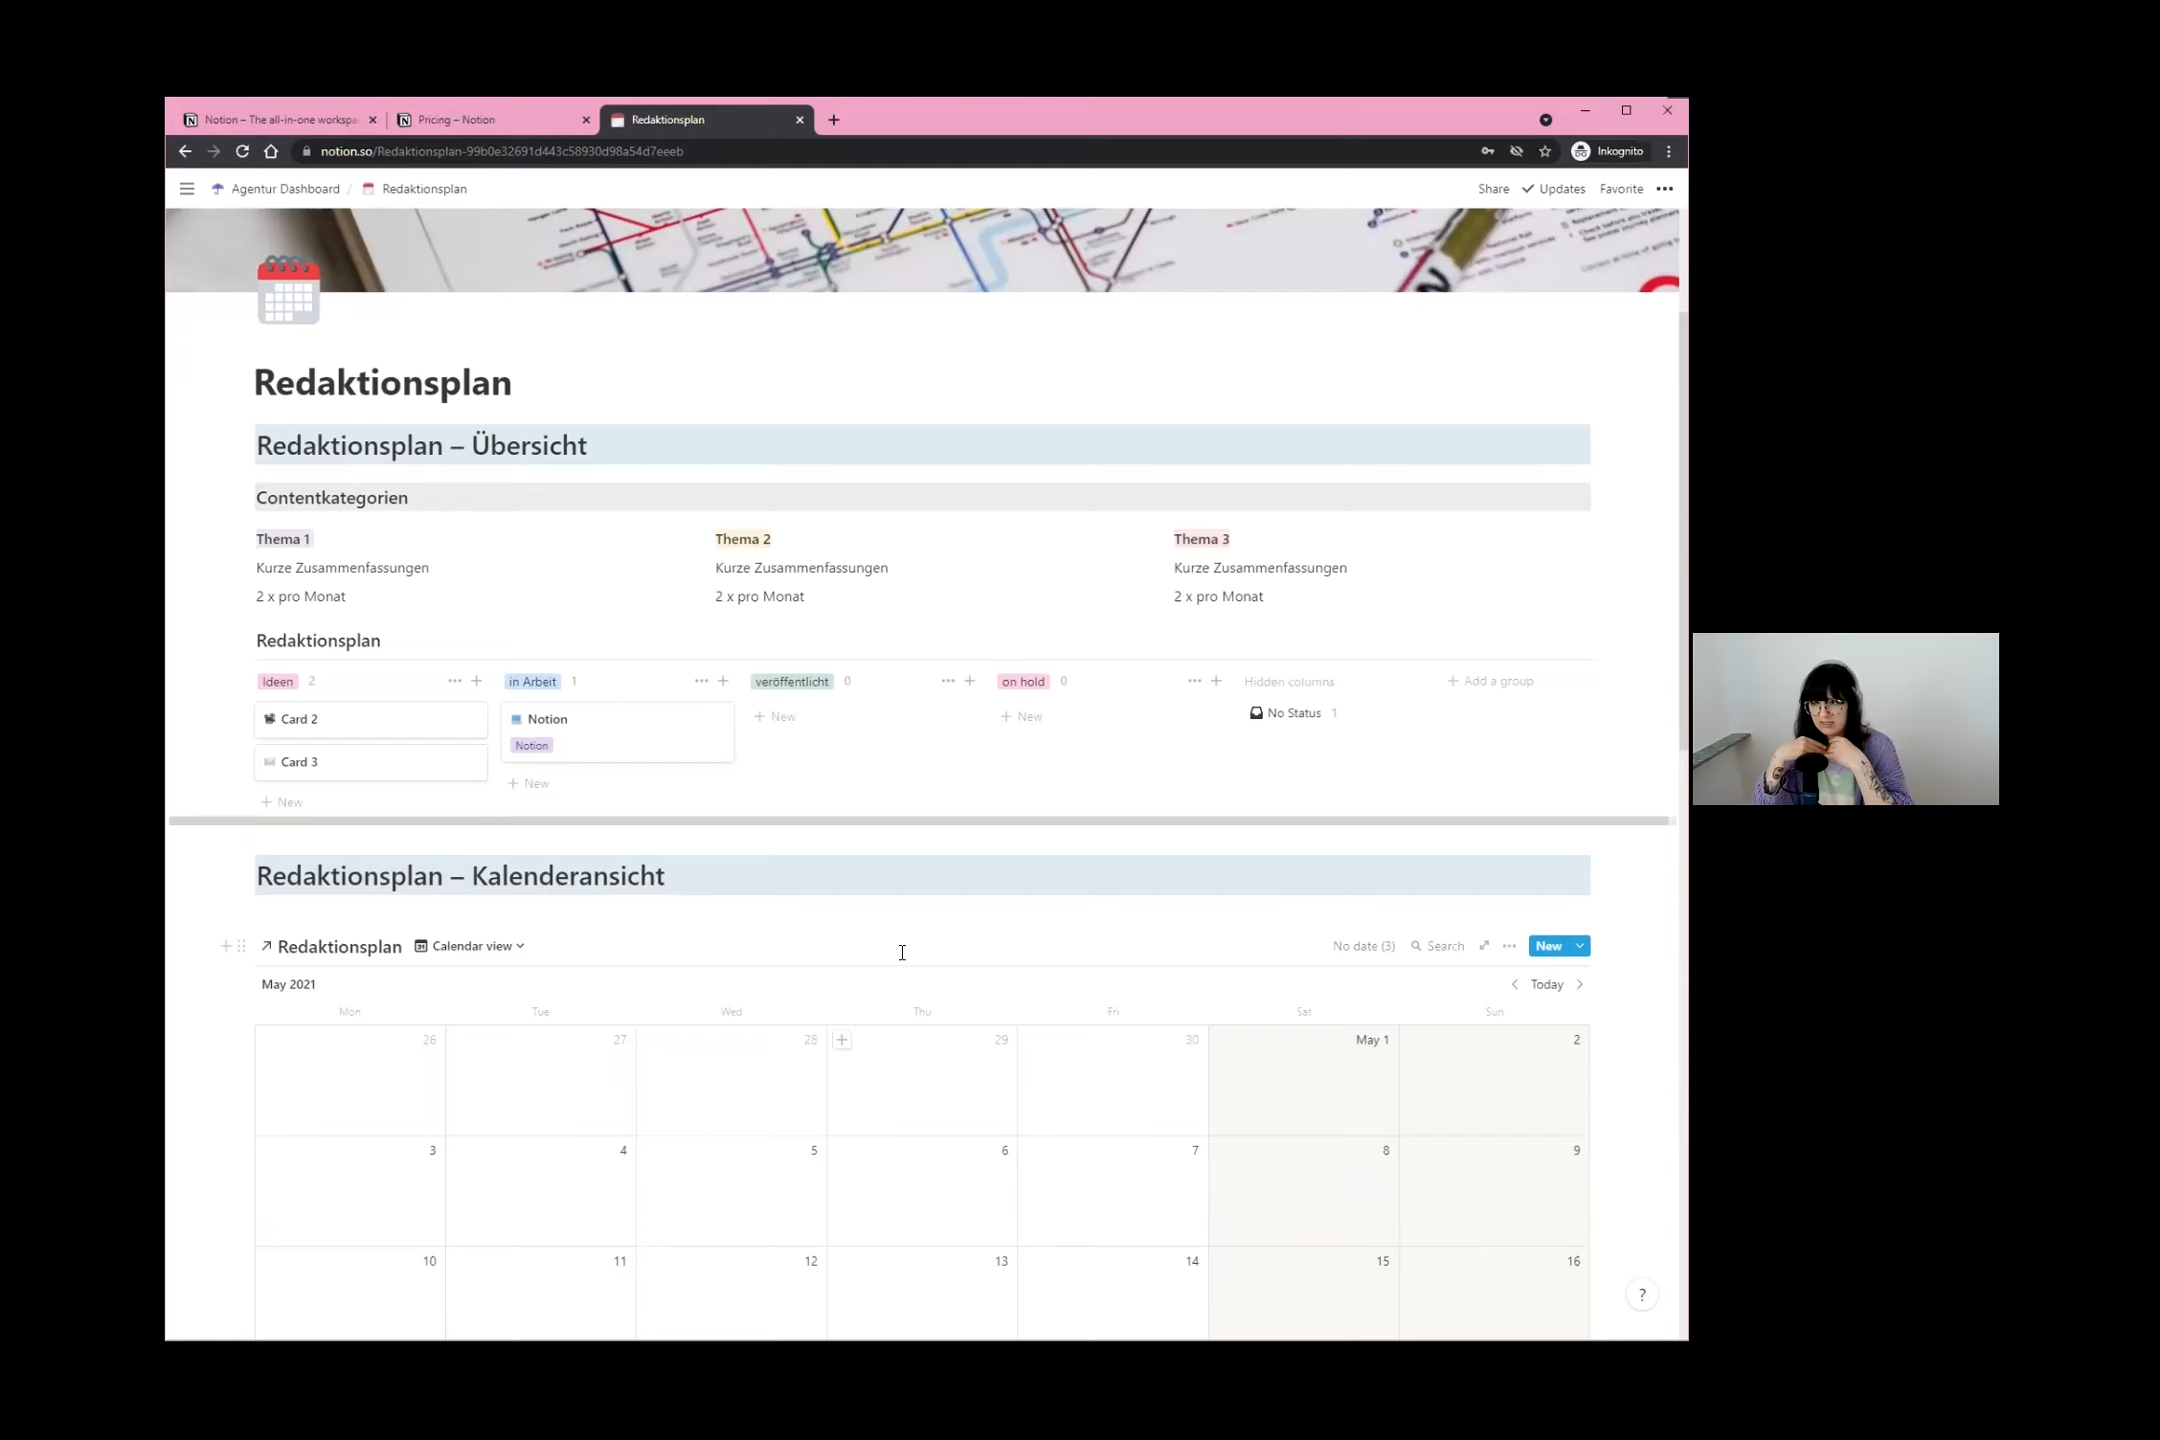 Notion – The all-in-one workspa
Pricing – Notion
Redaktionsplan
notion.so/Redaktionsplan-99b0e32691d443c58930d98a54d7eeeb
Inkognito
Agentur Dashboard / Redaktionsplan
Share Updates Favorite
Redaktionsplan
Redaktionsplan – Übersicht
Contentkategorien
Thema 1 Thema 2 Thema 3
Kurze Zusammenfassungen Kurze Zusammenfassungen Kurze Zusammenfassungen
2 x pro Monat 2 x pro Monat 2 x pro Monat
Redaktionsplan
Ideen 2 in Arbeit 1 veröffentlicht 0 on hold 0 Hidden columns + Add a group
Card 2 Notion + New + New No Status 1
Notion
Card 3
+ New
+ New
Redaktionsplan – Kalenderansicht
Redaktionsplan Calendar view No date (3) Search New
May 2021 Today
Mon Tue Wed Thu Fri Sat Sun
26 27 28 29 30 May 1 2
3 4 5 6 7 8 9
10 11 12 13 14 15 16
?